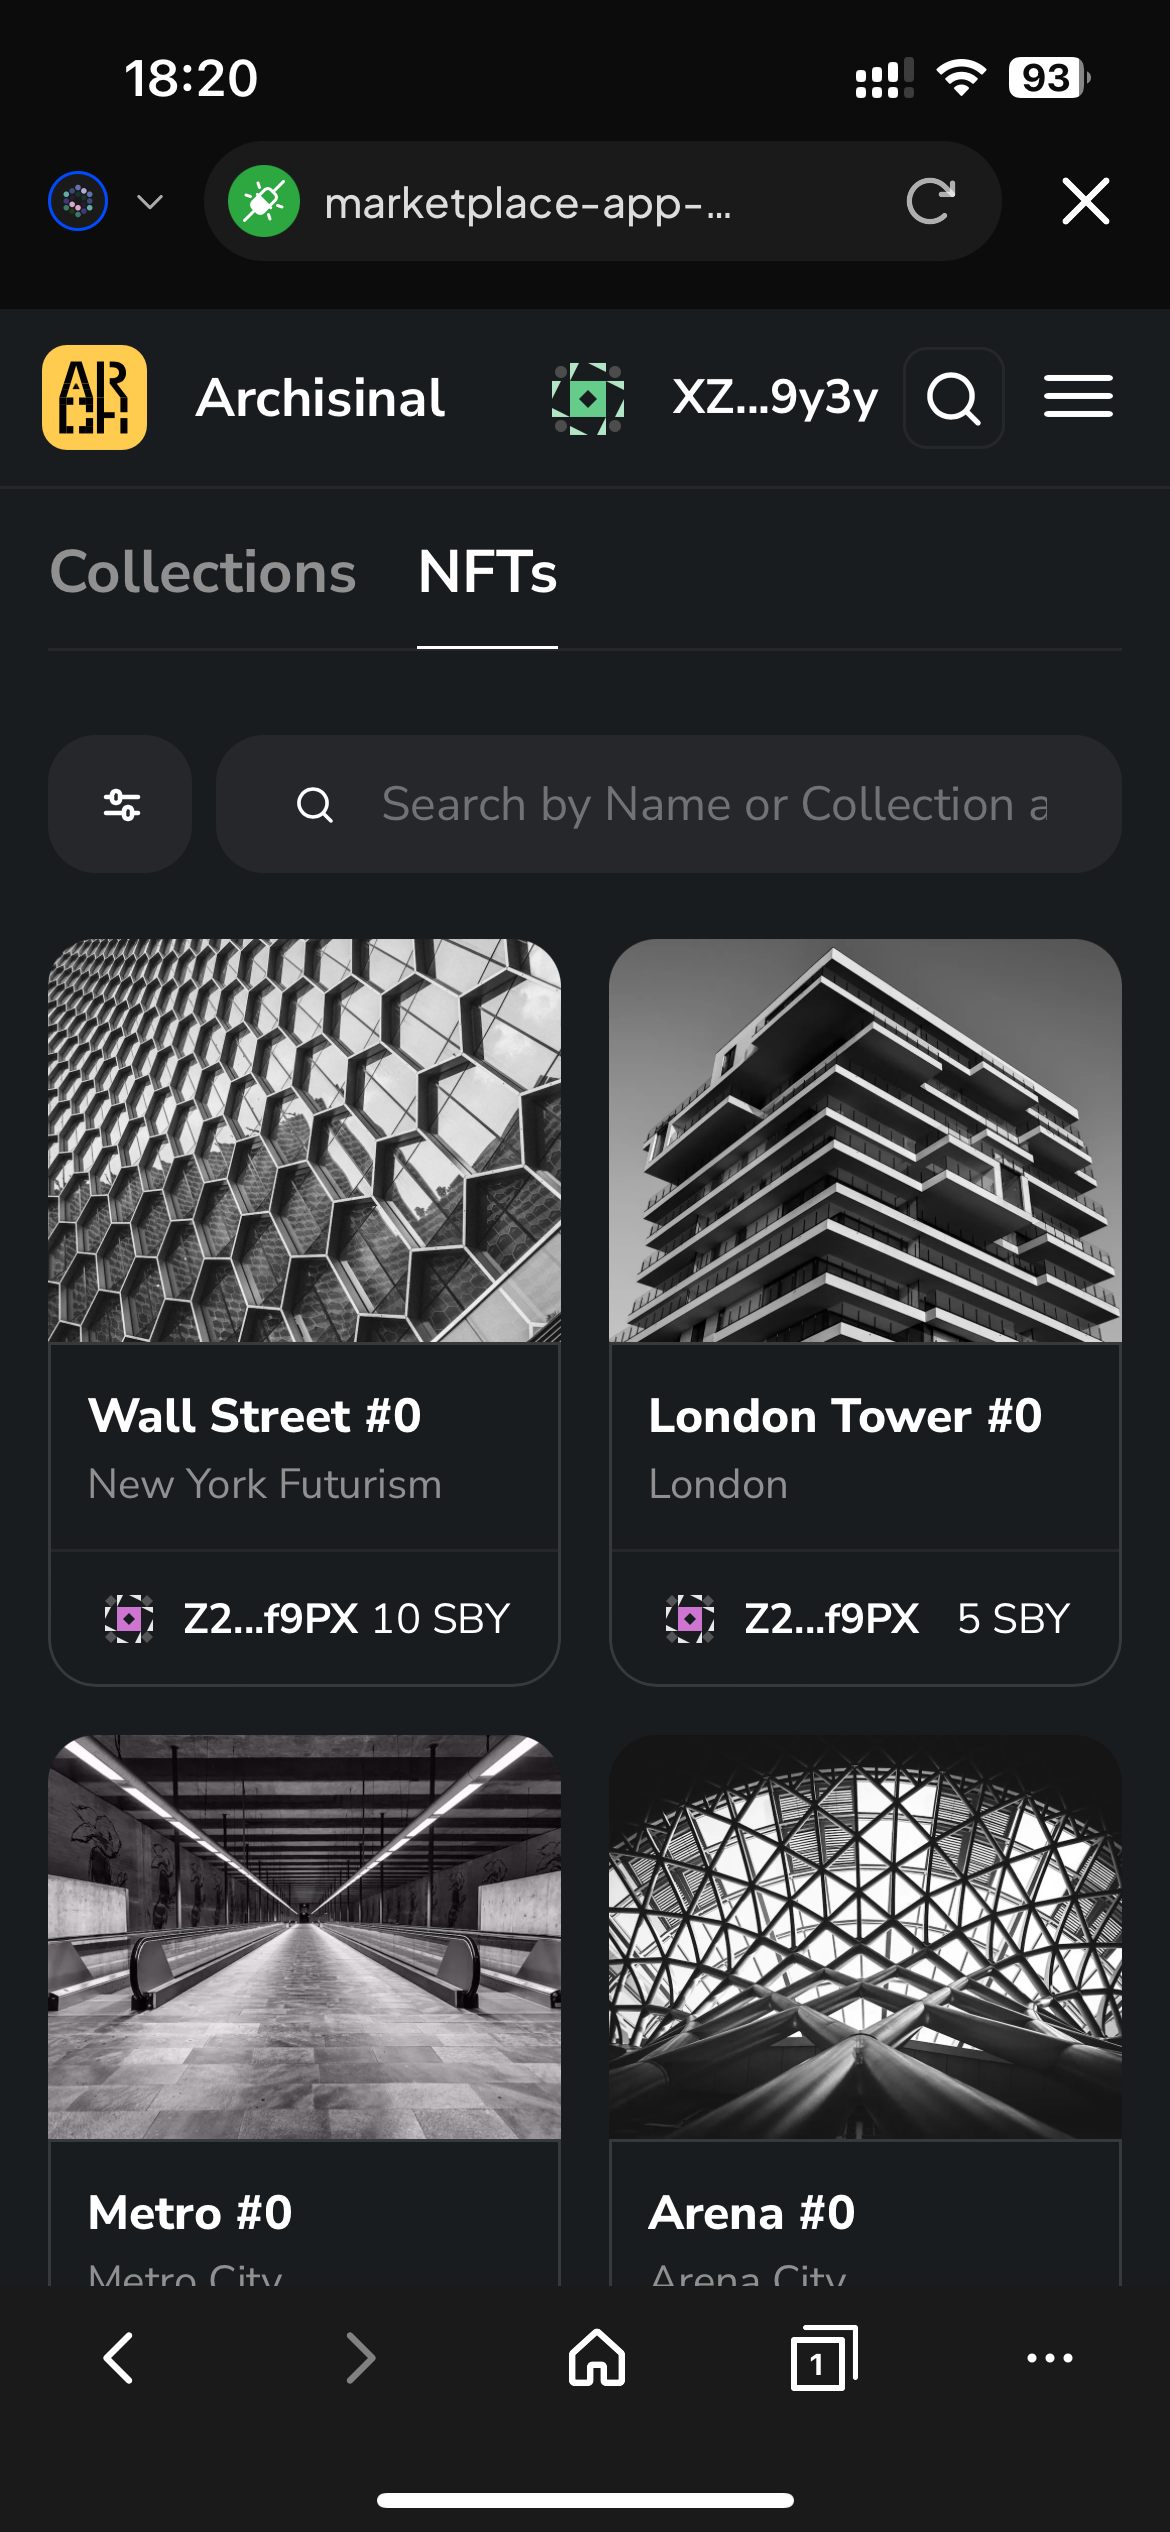 18:20
93
marketplace-app-...
ARCH
Archisinal
XZ...9y3y
Collections
NFTs
Search by Name or Collection a
Wall Street #0
New York Futurism
Z2...f9PX 10 SBY
London Tower #0
London
Z2...f9PX 5 SBY
Metro #0
Metro City
Arena #0
Arena City
1